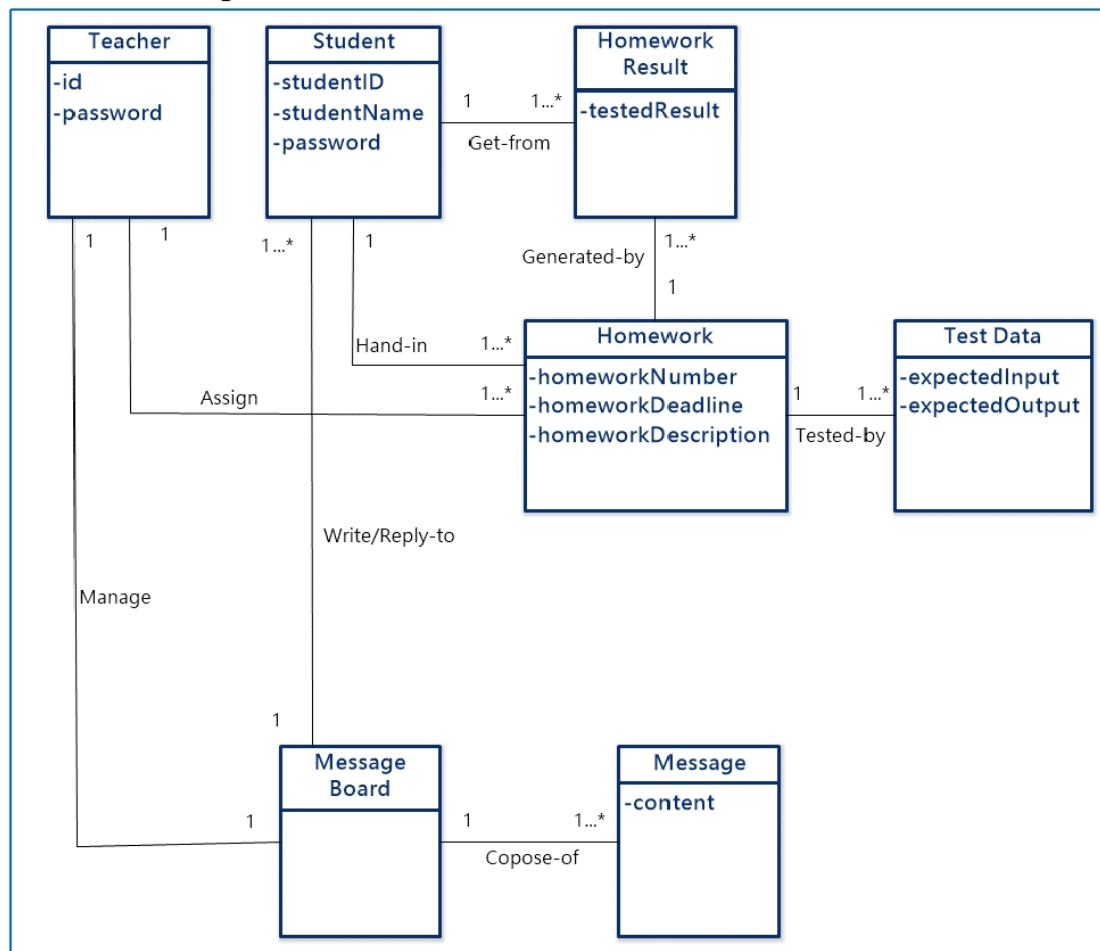 Teacher
-id
-password
Student
-studentID
-studentName
-password
Homework
Result
-testedResult
1
1...*
Get-from
1
1
1...*
1
1...*
Generated-by
1
Homework
-homeworkNumber
-homeworkDeadline
-homeworkDescription
Test Data
-expectedInput
-expectedOutput
Hand-in
1...*
Assign
1...*
1
1...*
Tested-by
Write/Reply-to
Manage
1
Message
Board
Message
-content
1
1
1...*
Copose-of